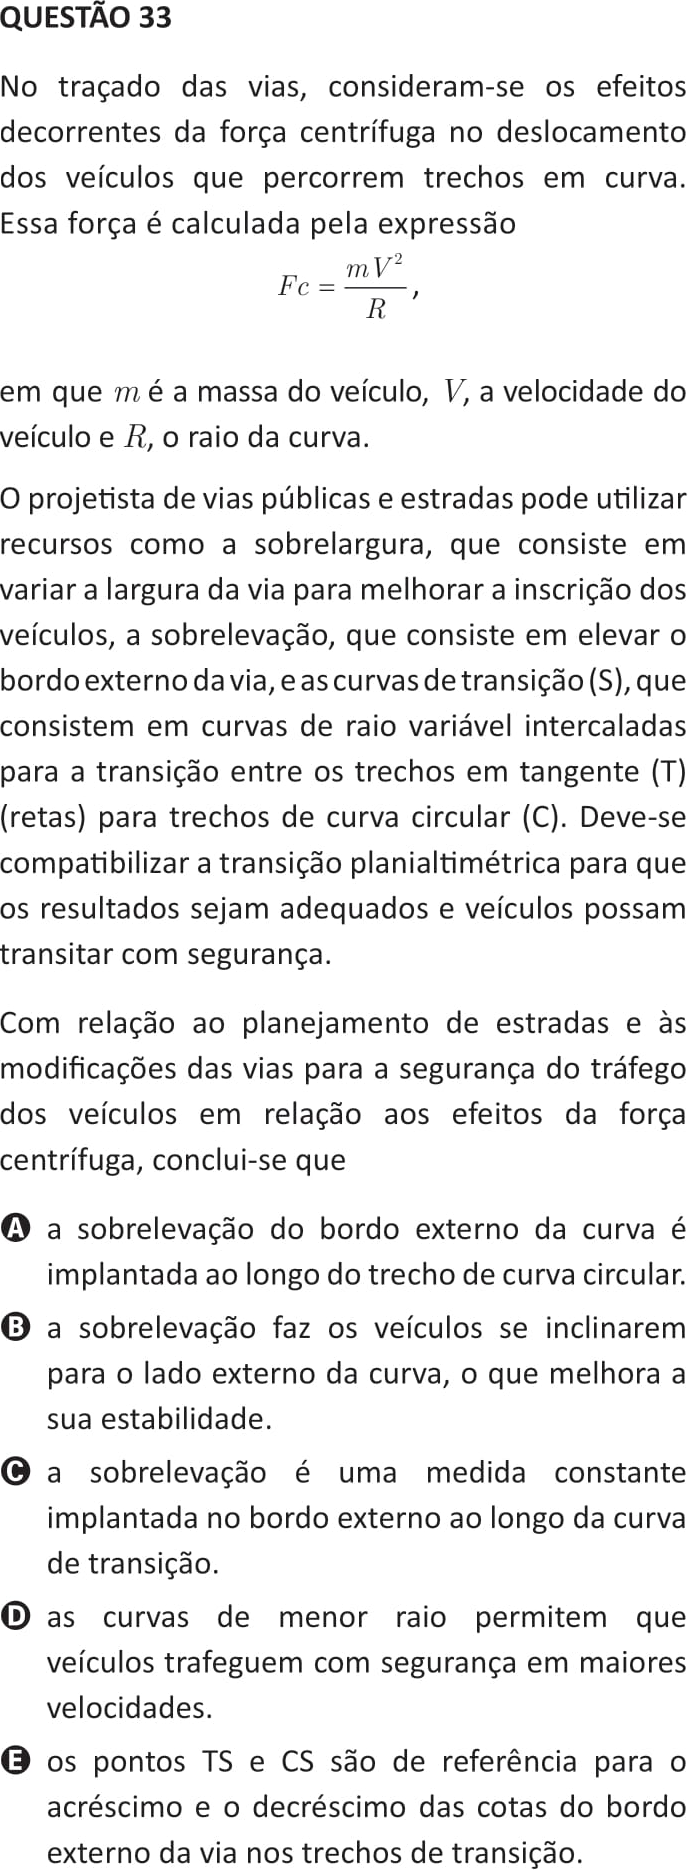 QUESTÃO 33
No traçado das vias, consideram-se os efeitos
decorrentes da força centrífuga no deslocamento
dos veículos que percorrem trechos em curva.
Essa força é calculada pela expressão
Fc = \frac{mV^2}{R},
em que m é a massa do veículo, V, a velocidade do
veículo e R, o raio da curva.
O projetista de vias públicas e estradas pode utilizar
recursos como a sobrelargura, que consiste em
variar a largura da via para melhorar a inscrição dos
veículos, a sobrelevação, que consiste em elevar o
bordo externo da via, e as curvas de transição (S), que
consistem em curvas de raio variável intercaladas
para a transição entre os trechos em tangente (T)
(retas) para trechos de curva circular (C). Deve-se
compatibilizar a transição planialtimétrica para que
os resultados sejam adequados e veículos possam
transitar com segurança.
Com relação ao planejamento de estradas e às
modificações das vias para a segurança do tráfego
dos veículos em relação aos efeitos da força
centrífuga, conclui-se que
A a sobrelevação do bordo externo da curva é
implantada ao longo do trecho de curva circular.
B a sobrelevação faz os veículos se inclinarem
para o lado externo da curva, o que melhora a
sua estabilidade.
C a sobrelevação é uma medida constante
implantada no bordo externo ao longo da curva
de transição.
D as curvas de menor raio permitem que
veículos trafeguem com segurança em maiores
velocidades.
E os pontos TS e CS são de referência para o
acréscimo e o decréscimo das cotas do bordo
externo da via nos trechos de transição.